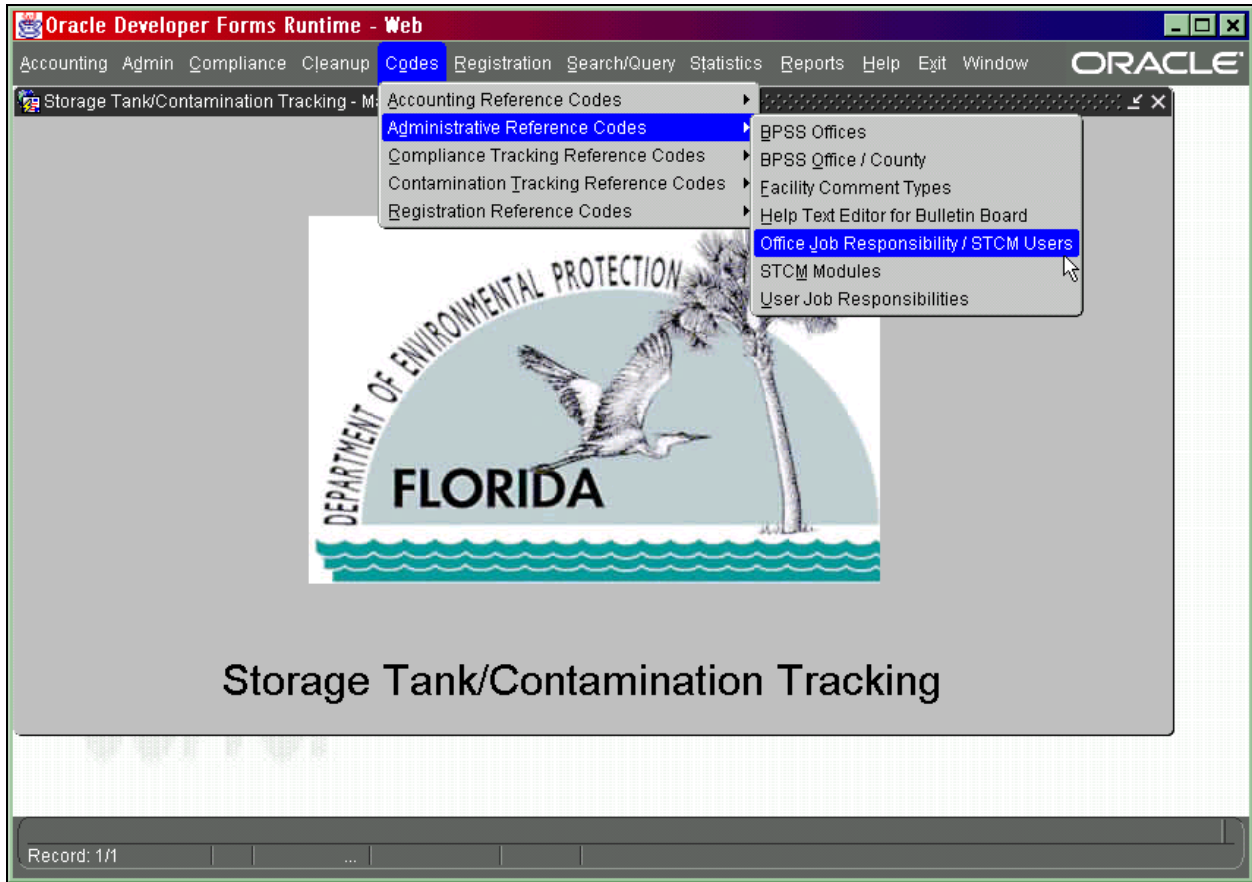 Oracle Developer Forms Runtime - Web
Accounting Admin Compliance Cleanup Codes Registration Search/Query Statistics Reports Help Exit Window ORACLE
Storage Tank/Contamination Tracking - M
Accounting Reference Codes
Administrative Reference Codes
Compliance Tracking Reference Codes
Contamination Tracking Reference Codes
Registration Reference Codes
BPSS Offices
BPSS Office / County
Facility Comment Types
Help Text Editor for Bulletin Board
Office Job Responsibility / STCM Users
STCM Modules
User Job Responsibilities
DEPARTMENT OF ENVIRONMENTAL PROTECTION
FLORIDA
Storage Tank/Contamination Tracking
Record: 1/1 ...